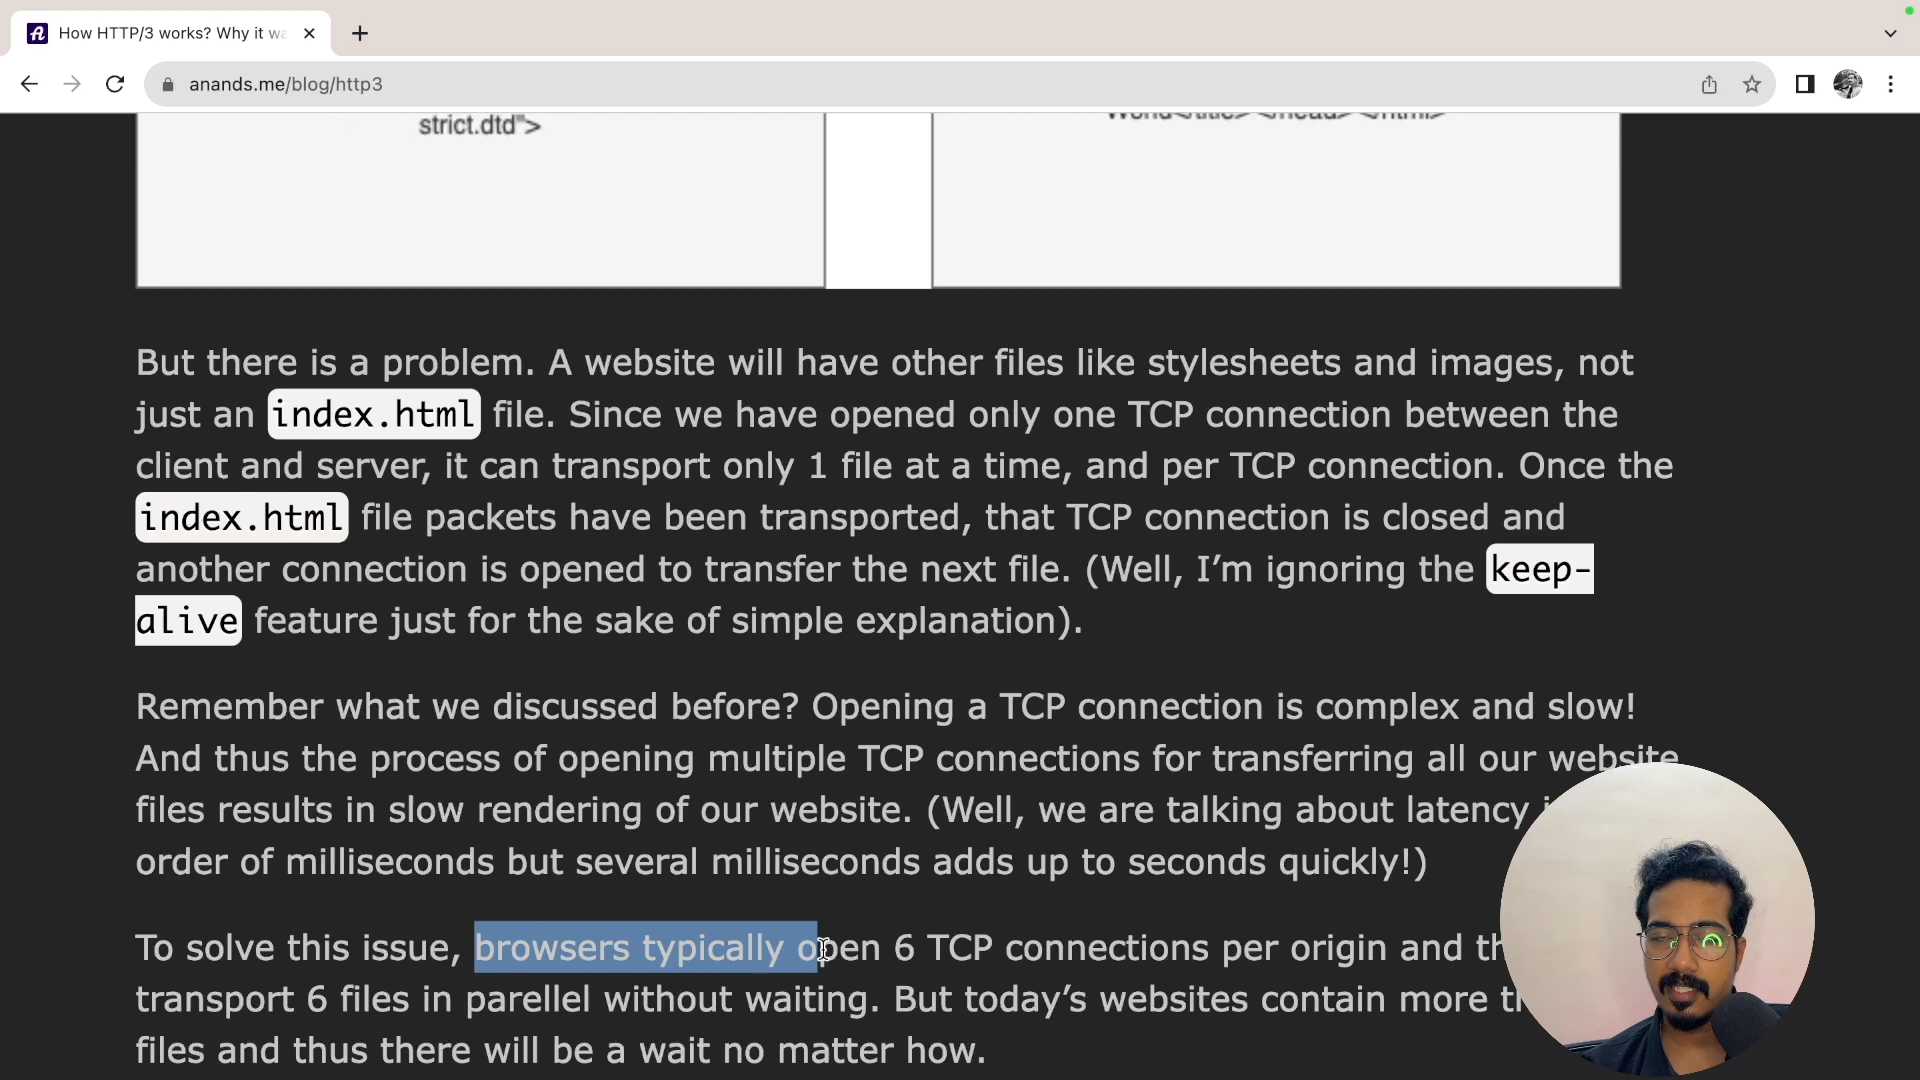 How HTTP/3 works? Why it wa
anands.me/blog/http3
strict.dtd">
World</title> </head> </html>
But there is a problem. A website will have other files like stylesheets and images, not
just an index.html file. Since we have opened only one TCP connection between the
client and server, it can transport only 1 file at a time, and per TCP connection. Once the
index.html file packets have been transported, that TCP connection is closed and
another connection is opened to transfer the next file. (Well, I’m ignoring the keep-
alive feature just for the sake of simple explanation).
Remember what we discussed before? Opening a TCP connection is complex and slow!
And thus the process of opening multiple TCP connections for transferring all our website
files results in slow rendering of our website. (Well, we are talking about latency
order of milliseconds but several milliseconds adds up to seconds quickly!)
To solve this issue, browsers typically open 6 TCP connections per origin and
transport 6 files in parellel without waiting. But today’s websites contain more
files and thus there will be a wait no matter how.